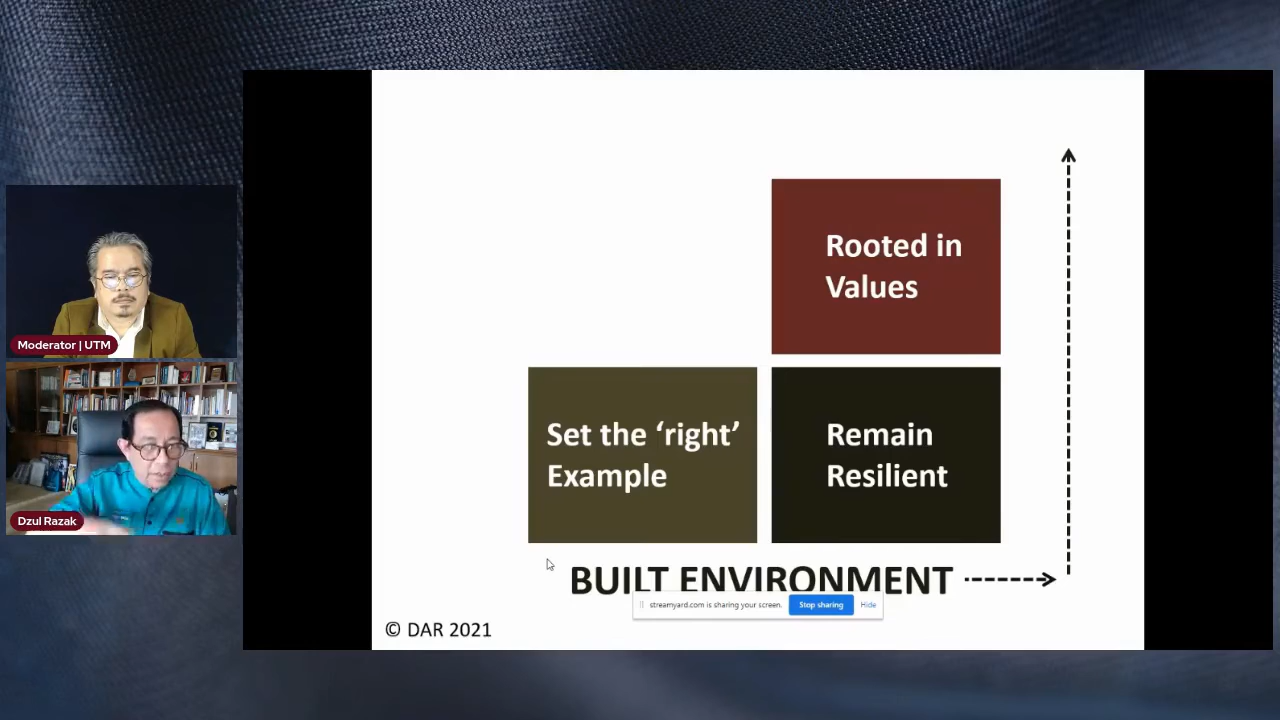 Rooted in
Values
Set the ‘right’
Example
Remain
Resilient
BUILT ENVIRONMENT
streamyard.com is sharing your screen.
Stop sharing
Hide
© DAR 2021
Moderator | UTM
Dzul Razak